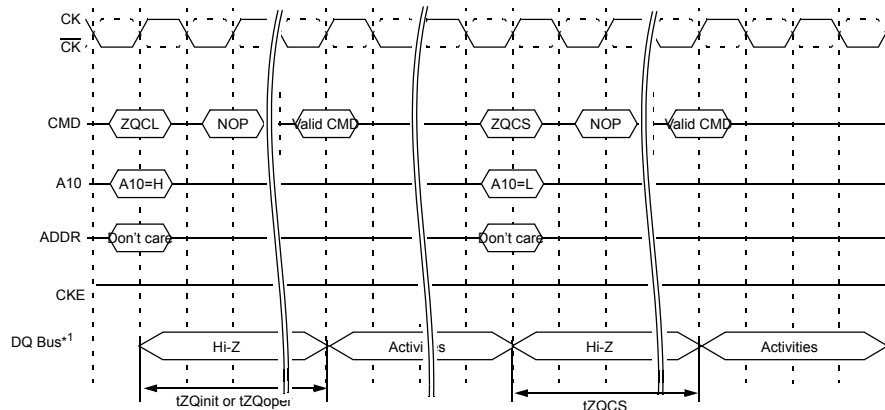 CK
CK
CMD ZQCL NOP Valid CMD ZQCS NOP Valid CMD
A10 A10=H A10=L
ADDR Don't care Don't care
CKE
DQ Bus*1 Hi-Z Activities Hi-Z Activities
tZQinit or tZQoper tZQCS